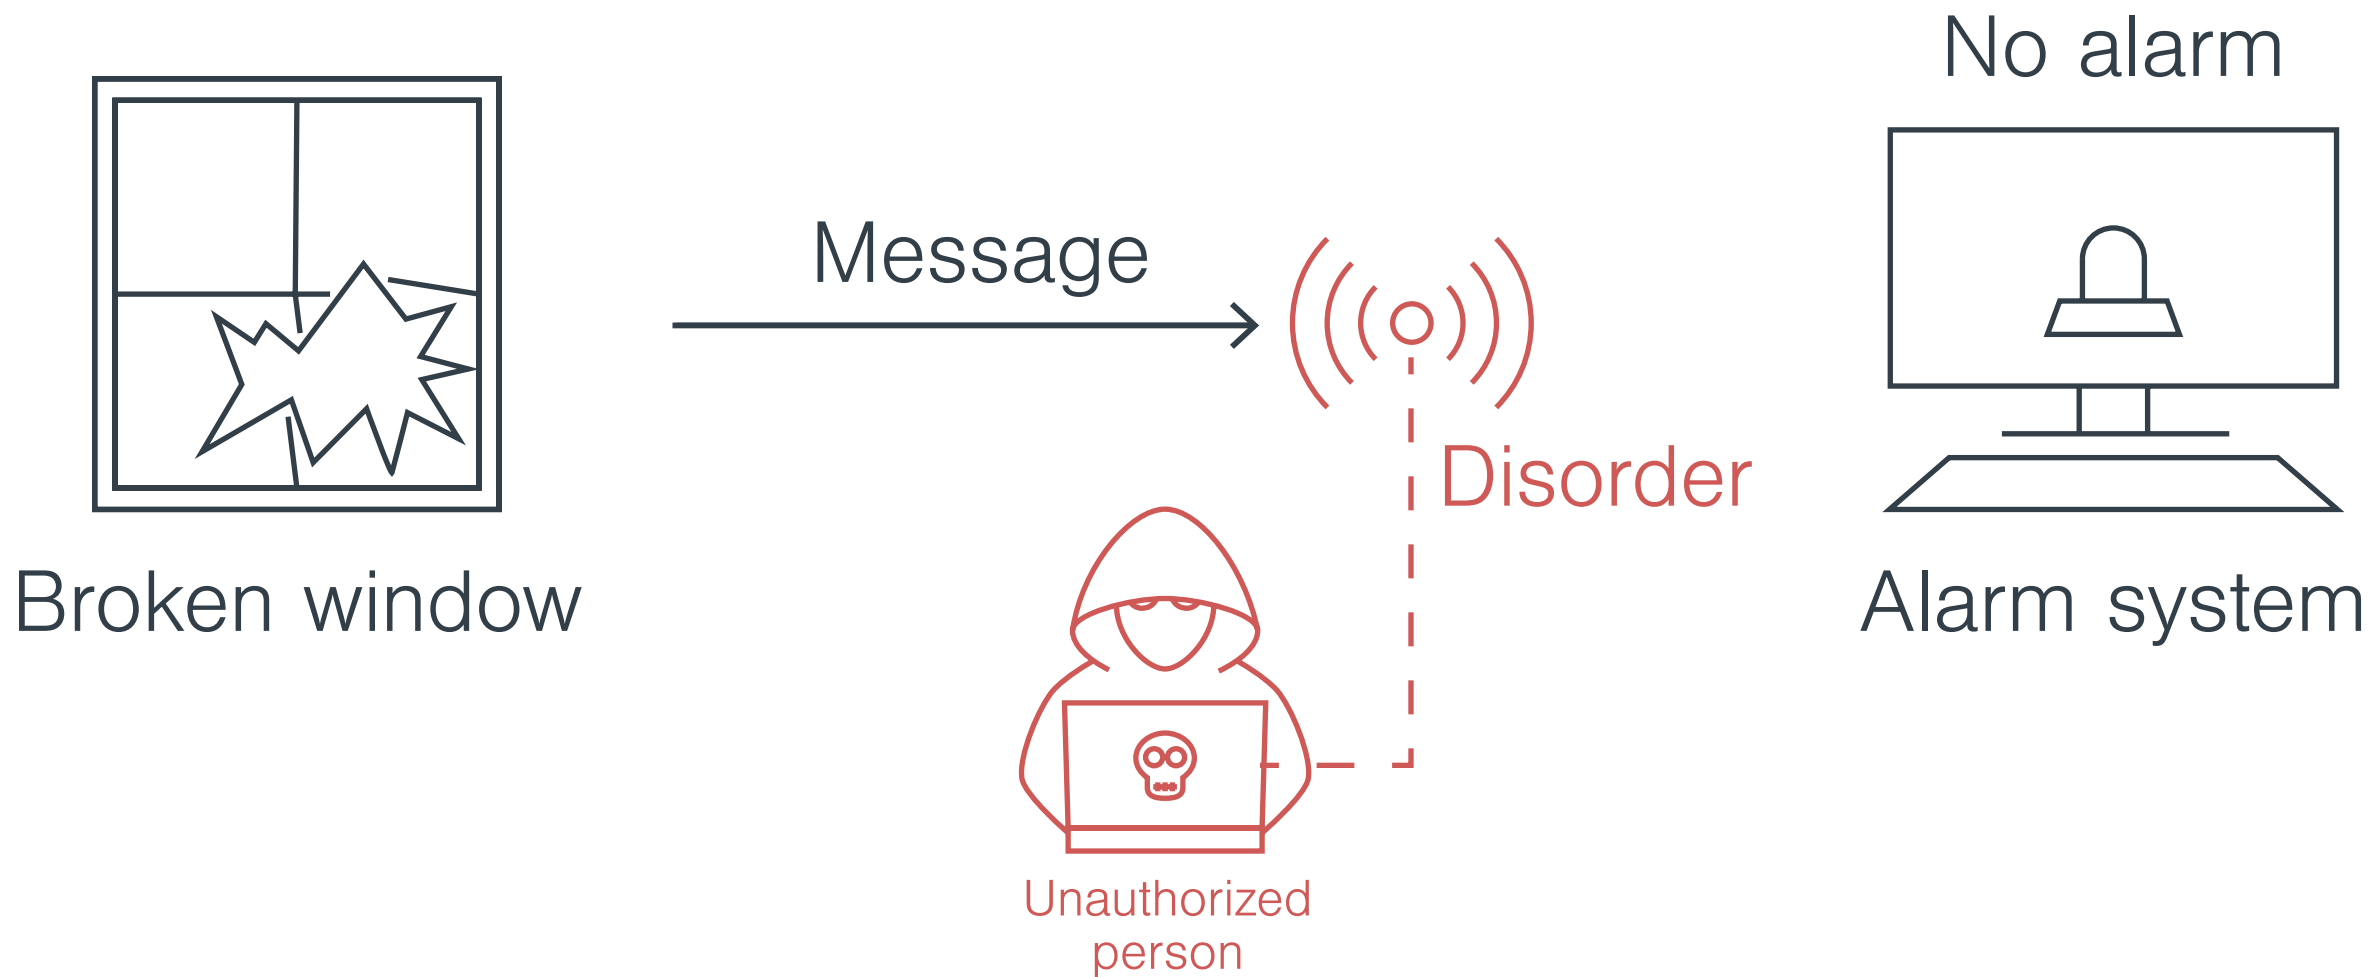 No alarm
Message
Disorder
Broken window
Alarm system
Unauthorized
person